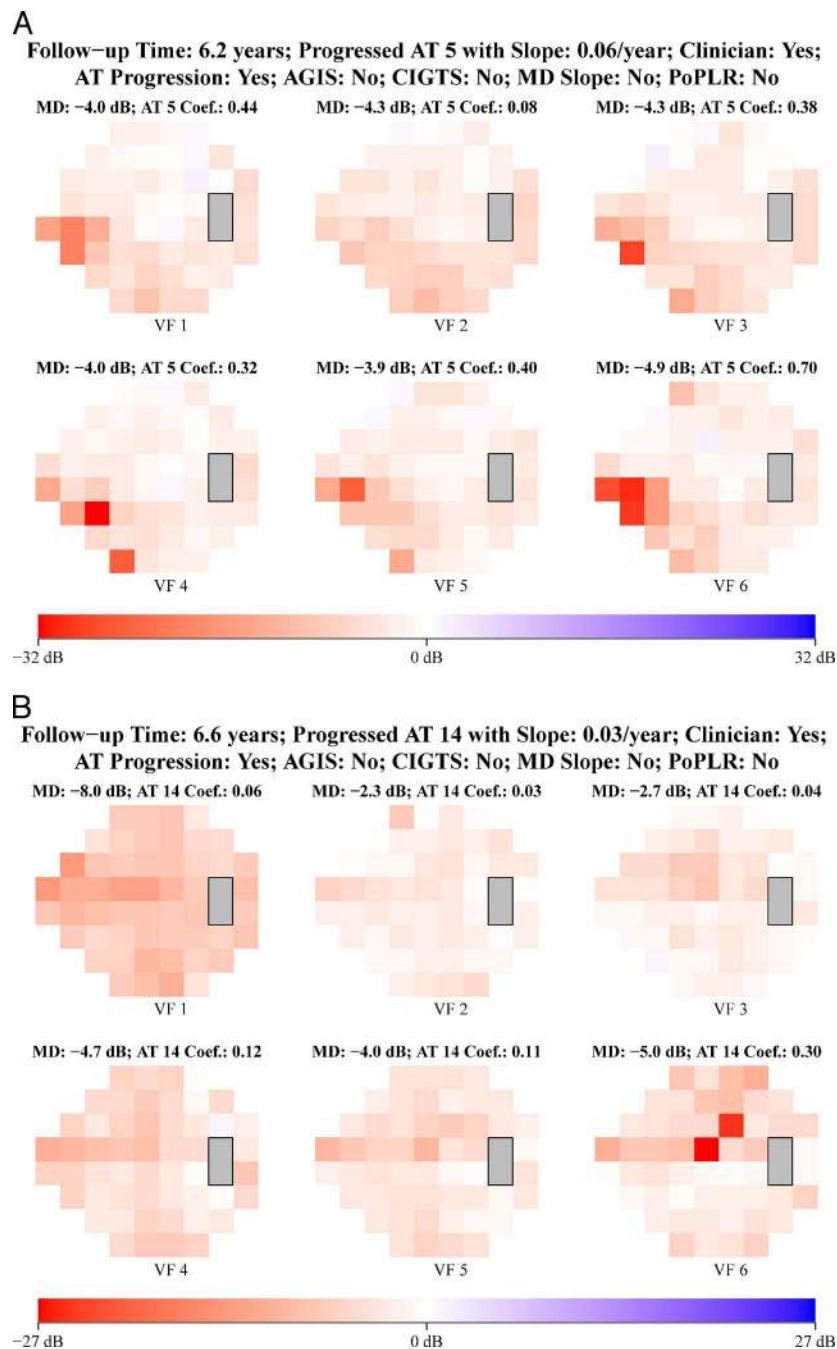 A
Follow−up Time: 6.2 years; Progressed AT 5 with Slope: 0.06/year; Clinician: Yes;
AT Progression: Yes; AGIS: No; CIGTS: No; MD Slope: No; PoPLR: No
MD: −4.0 dB; AT 5 Coef.: 0.44
MD: −4.3 dB; AT 5 Coef.: 0.08
MD: −4.3 dB; AT 5 Coef.: 0.38
VF 1
VF 2
VF 3
MD: −4.0 dB; AT 5 Coef.: 0.32
MD: −3.9 dB; AT 5 Coef.: 0.40
MD: −4.9 dB; AT 5 Coef.: 0.70
VF 4
VF 5
VF 6
−32 dB
0 dB
32 dB
B
Follow−up Time: 6.6 years; Progressed AT 14 with Slope: 0.03/year; Clinician: Yes;
AT Progression: Yes; AGIS: No; CIGTS: No; MD Slope: No; PoPLR: No
MD: −8.0 dB; AT 14 Coef.: 0.06
MD: −2.3 dB; AT 14 Coef.: 0.03
MD: −2.7 dB; AT 14 Coef.: 0.04
VF 1
VF 2
VF 3
MD: −4.7 dB; AT 14 Coef.: 0.12
MD: −4.0 dB; AT 14 Coef.: 0.11
MD: −5.0 dB; AT 14 Coef.: 0.30
VF 4
VF 5
VF 6
−27 dB
0 dB
27 dB